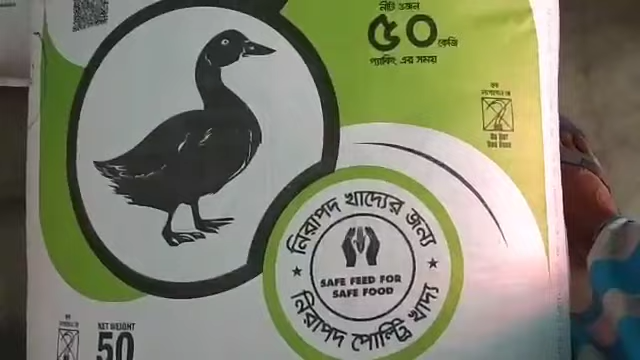 নীট ওজন
৫০ কেজি
প্যাকিং এর সময়
নিরাপদ খাদ্যের জন্য
SAFE FEED FOR
SAFE FOOD
নিরাপদ পোল্ট্রি খাদ্য
NET WEIGHT
50